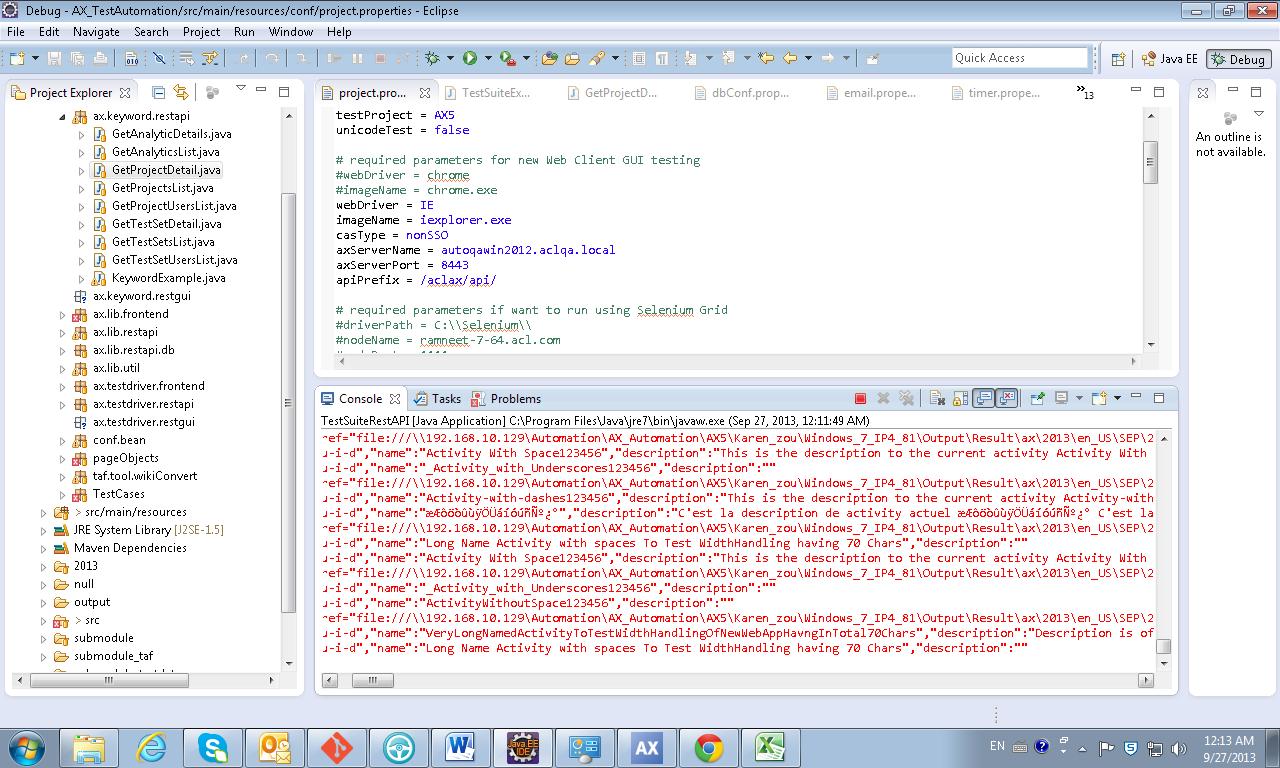 Debug - AX_TestAutomation/src/main/resources/conf/project.properties - Eclipse
File Edit Navigate Search Project Run Window Help
Quick Access
Java EE
Debug
Project Explorer
ax.keyword.restapi
GetAnalyticDetails.java
GetAnalyticsList.java
GetProjectDetail.java
GetProjectsList.java
GetProjectUsersList.java
GetTestSetDetail.java
GetTestSetsList.java
GetTestSetUsersList.java
KeywordExample.java
ax.keyword.restgui
ax.lib.frontend
ax.lib.restapi
ax.lib.restapi.db
ax.lib.util
ax.testdriver.frontend
ax.testdriver.restapi
ax.testdriver.restgui
conf.bean
pageObjects
taf.tool.wikiConvert
TestCases
> src/main/resources
JRE System Library [J2SE-1.5]
Maven Dependencies
2013
null
output
> src
submodule
submodule_taf
project.pro...
TestSuiteEx...
GetProjectD...
dbConf.prop...
email.prope...
timer.prope...
»13
testProject = AX5
unicodeTest = false
# required parameters for new Web Client GUI testing
#webDriver = chrome
#imageName = chrome.exe
webDriver = IE
imageName = iexplorer.exe
casType = nonSSO
axServerName = autoqawin2012.aclqa.local
axServerPort = 8443
apiPrefix = /aclax/api/
# required parameters if want to run using Selenium Grid
#driverPath = C:\\Selenium\\
#nodeName = ramneet-7-64.acl.com
An outline is
not available.
Console
Tasks
Problems
TestSuiteRestAPI [Java Application] C:\Program Files\Java\jre7\bin\javaw.exe (Sep 27, 2013, 12:11:49 AM)
ef="file:///\\192.168.10.129\Automation\AX_Automation\AX5\Karen_zou\Windows_7_IP4_81\Output\Result\ax\2013\en_US\SEP\2
-i-d","name":"Activity With Space123456","description":"This is the description to the current activity Activity With
-i-d","name":"_Activity_with_Underscores123456","description":""
ef="file:///\\192.168.10.129\Automation\AX_Automation\AX5\Karen_zou\Windows_7_IP4_81\Output\Result\ax\2013\en_US\SEP\2
-i-d","name":"Activity-with-dashes123456","description":"This is the description to the current activity Activity-with
-i-d","name":"æÆôöòûùÿÖÜáíóúñÑº¿°","description":"C'est la description de activity actuel æÆôöòûùÿÖÜáíóúñÑº¿° C'est la
ef="file:///\\192.168.10.129\Automation\AX_Automation\AX5\Karen_zou\Windows_7_IP4_81\Output\Result\ax\2013\en_US\SEP\2
-i-d","name":"Long Name Activity with spaces To Test WidthHandling having 70 Chars","description":""
-i-d","name":"Activity With Space123456","description":"This is the description to the current activity Activity With
ef="file:///\\192.168.10.129\Automation\AX_Automation\AX5\Karen_zou\Windows_7_IP4_81\Output\Result\ax\2013\en_US\SEP\2
-i-d","name":"_Activity_with_Underscores123456","description":""
-i-d","name":"ActivityWithoutSpace123456","description":""
ef="file:///\\192.168.10.129\Automation\AX_Automation\AX5\Karen_zou\Windows_7_IP4_81\Output\Result\ax\2013\en_US\SEP\2
-i-d","name":"VeryLongNamedActivityToTestWidthHandlingOfNewWebAppHavngInTotal70Chars","description":"Description is of
-i-d","name":"Long Name Activity with spaces To Test WidthHandling having 70 Chars","description":""
Java EE
IDE
AX
EN
12:13 AM
9/27/2013